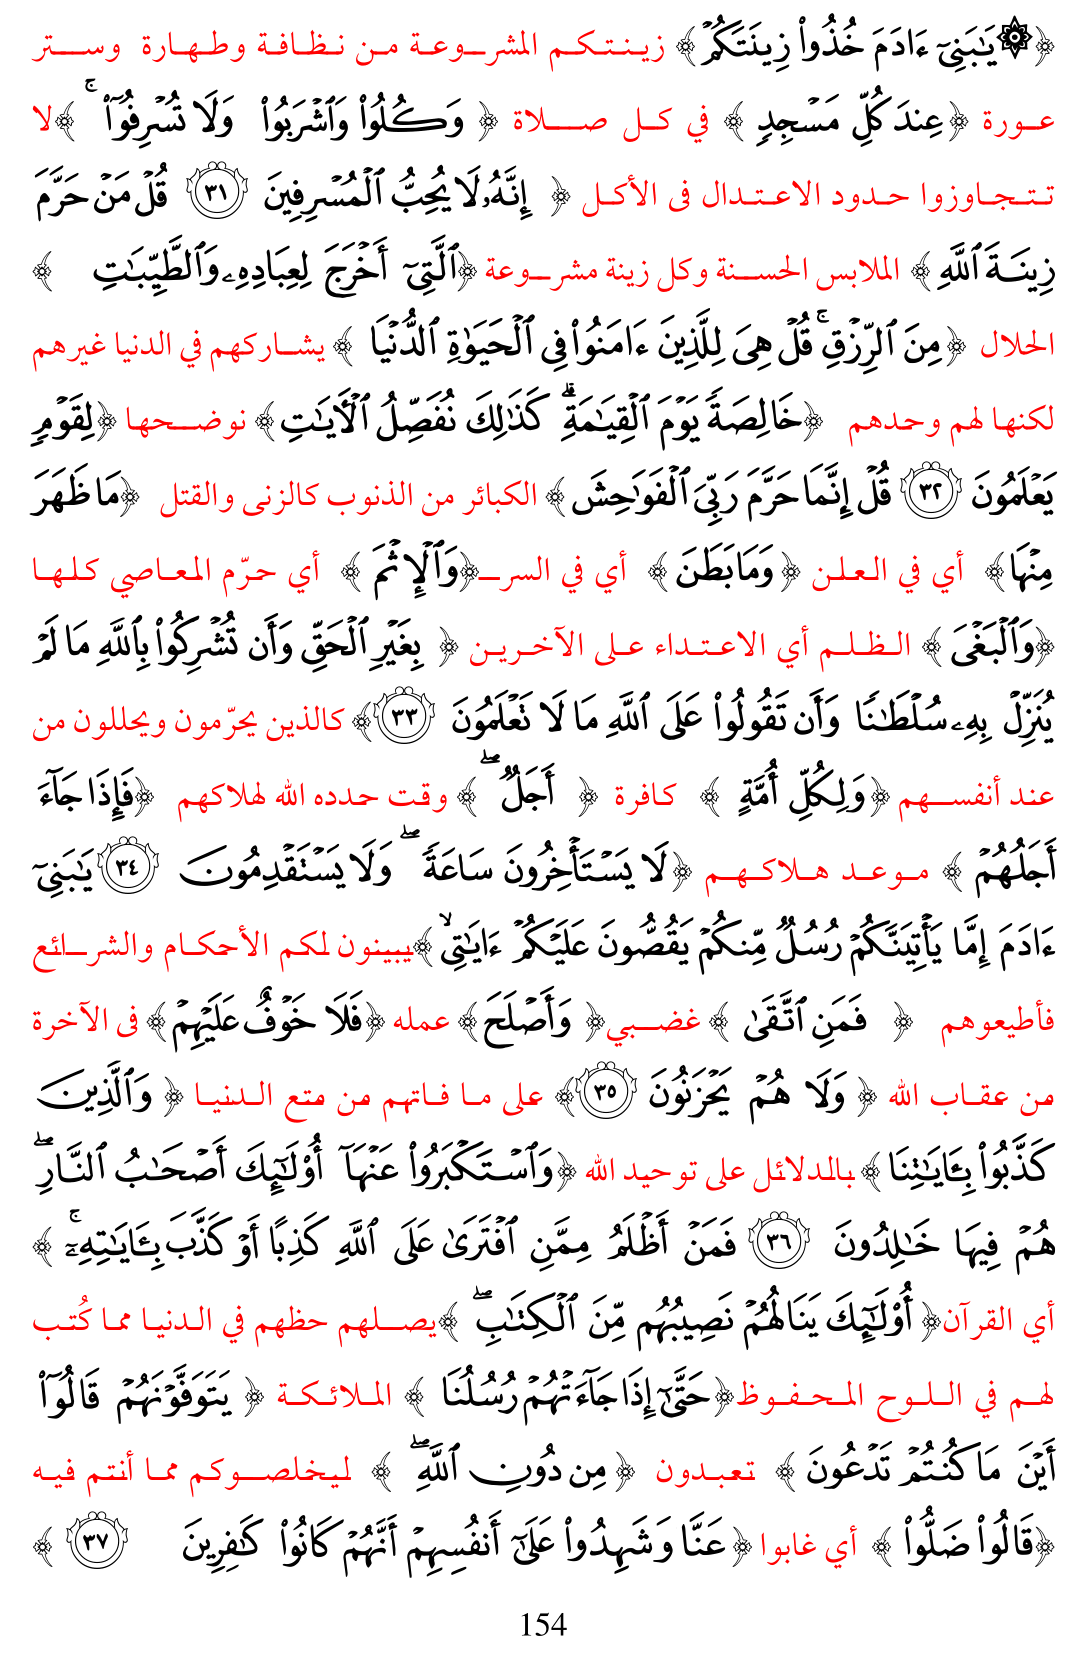 ﴿۞يَٰبَنِيٓ ءَادَمَ خُذُواْ زِينَتَكُمۡ﴾ زينتكم المشروعة من نظافة وطهارة وستر
عورة ﴿عِندَ كُلِّ مَسۡجِدٖ﴾ في كل صلاة ﴿وَكُلُواْ وَٱشۡرَبُواْ وَلَا تُسۡرِفُوٓاْۚ﴾ لا
تتجاوزوا حدود الاعتدال فى الأكل ﴿إِنَّهُۥ لَا يُحِبُّ ٱلۡمُسۡرِفِينَ ٣١ قُلۡ مَنۡ حَرَّمَ
زِينَةَ ٱللَّهِ﴾ الملابس الحسنة وكل زينة مشروعة ﴿ٱلَّتِيٓ أَخۡرَجَ لِعِبَادِهِۦ وَٱلطَّيِّبَٰتِ﴾
الحلال ﴿مِنَ ٱلرِّزۡقِۚ قُلۡ هِيَ لِلَّذِينَ ءَامَنُواْ فِي ٱلۡحَيَوٰةِ ٱلدُّنۡيَا﴾ يشاركهم في الدنيا غيرهم
لكنها لهم وحدهم ﴿خَالِصَةٗ يَوۡمَ ٱلۡقِيَٰمَةِۗ كَذَٰلِكَ نُفَصِّلُ ٱلۡأٓيَٰتِ﴾ نوضحها ﴿لِقَوۡمٖ
يَعۡلَمُونَ ٣٢ قُلۡ إِنَّمَا حَرَّمَ رَبِّيَ ٱلۡفَوَٰحِشَ﴾ الكبائر من الذنوب كالزنى والقتل ﴿مَا ظَهَرَ
مِنۡهَا﴾ أي في العلن ﴿وَمَا بَطَنَ﴾ أي في السر ﴿وَٱلۡإِثۡمَ﴾ أي حرّم المعاصي كلها
﴿وَٱلۡبَغۡيَ﴾ الظلم أي الاعتداء على الآخرين ﴿بِغَيۡرِ ٱلۡحَقِّ وَأَن تُشۡرِكُواْ بِٱللَّهِ مَا لَمۡ
يُنَزِّلۡ بِهِۦ سُلۡطَٰنٗا وَأَن تَقُولُواْ عَلَى ٱللَّهِ مَا لَا تَعۡلَمُونَ ٣٣﴾ كالذين يحرّمون ويحللون من
عند أنفسهم ﴿وَلِكُلِّ أُمَّةٍ﴾ كافرة ﴿أَجَلٞۖ﴾ وقت حدده الله لهلاكهم ﴿فَإِذَا جَآءَ
أَجَلُهُمۡ﴾ موعد هلاكهم ﴿لَا يَسۡتَأۡخِرُونَ سَاعَةٗۖ وَلَا يَسۡتَقۡدِمُونَ ٣٤ يَٰبَنِيٓ
ءَادَمَ إِمَّا يَأۡتِيَنَّكُمۡ رُسُلٞ مِّنكُمۡ يَقُصُّونَ عَلَيۡكُمۡ ءَايَٰتِيۙ﴾ يبينون لكم الأحكام والشرائع
فأطيعوهم ﴿فَمَنِ ٱتَّقَىٰ﴾ غضبي ﴿وَأَصۡلَحَ﴾ عمله ﴿فَلَا خَوۡفٌ عَلَيۡهِمۡ﴾ فى الآخرة
من عقاب الله ﴿وَلَا هُمۡ يَحۡزَنُونَ ٣٥﴾ على ما فاتهم من متع الدنيا ﴿وَٱلَّذِينَ
كَذَّبُواْ بِـَٔايَٰتِنَا﴾ بالدلائل على توحيد الله ﴿وَٱسۡتَكۡبَرُواْ عَنۡهَآ أُوْلَٰٓئِكَ أَصۡحَٰبُ ٱلنَّارِۖ
هُمۡ فِيهَا خَٰلِدُونَ ٣٦ فَمَنۡ أَظۡلَمُ مِمَّنِ ٱفۡتَرَىٰ عَلَى ٱللَّهِ كَذِبًا أَوۡ كَذَّبَ بِـَٔايَٰتِهِۦٓۚ﴾
أي القرآن ﴿أُوْلَٰٓئِكَ يَنَالُهُمۡ نَصِيبُهُم مِّنَ ٱلۡكِتَٰبِۖ﴾ يصلهم حظهم في الدنيا مما كُتب
لهم في اللوح المحفوظ ﴿حَتَّىٰٓ إِذَا جَآءَتۡهُمۡ رُسُلُنَا﴾ الملائكة ﴿يَتَوَفَّوۡنَهُمۡ قَالُوٓاْ
أَيۡنَ مَا كُنتُمۡ تَدۡعُونَ﴾ تعبدون ﴿مِن دُونِ ٱللَّهِۖ﴾ ليخلصوكم مما أنتم فيه
﴿قَالُواْ ضَلُّواْ﴾ أي غابوا ﴿عَنَّا وَشَهِدُواْ عَلَىٰٓ أَنفُسِهِمۡ أَنَّهُمۡ كَانُواْ كَٰفِرِينَ ٣٧﴾
154